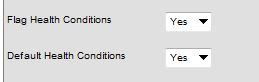 Flag Health Conditions Yes
Default Health Conditions Yes